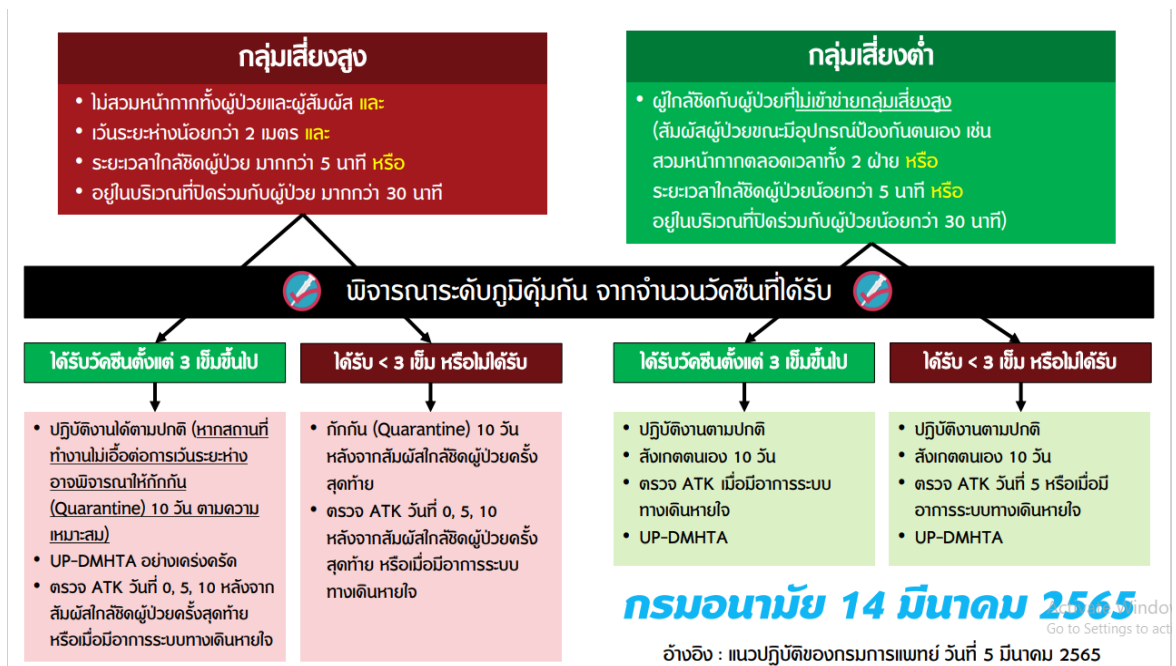 กลุ่มเสี่ยงสูง
• ไม่สวมหน้ากากทั้งผู้ป่วยและผู้สัมผัส และ
• เว้นระยะห่างน้อยกว่า 2 เมตร และ
• ระยะเวลาใกล้ชิดผู้ป่วย มากกว่า 5 นาที หรือ
• อยู่ในบริเวณที่ปิดร่วมกับผู้ป่วย มากกว่า 30 นาที
กลุ่มเสี่ยงต่ำ
• ผู้ใกล้ชิดกับผู้ป่วยที่ไม่เข้าข่ายกลุ่มเสี่ยงสูง
(สัมผัสผู้ป่วยขณะมีอุปกรณ์ป้องกันตนเอง เช่น
สวมหน้ากากตลอดเวลาทั้ง 2 ฝ่าย หรือ
ระยะเวลาใกล้ชิดผู้ป่วยน้อยกว่า 5 นาที หรือ
อยู่ในบริเวณที่ปิดร่วมกับผู้ป่วยน้อยกว่า 30 นาที)
พิจารณาระดับภูมิคุ้มกัน จากจำนวนวัคซีนที่ได้รับ
ได้รับวัคซีนตั้งแต่ 3 เข็มขึ้นไป
• ปฏิบัติงานได้ตามปกติ (หากสถานที่
ทำงานไม่เอื้อต่อการเว้นระยะห่าง
อาจพิจารณาให้กักกัน
(Quarantine) 10 วัน ตามความ
เหมาะสม)
• UP-DMHTA อย่างเคร่งครัด
• ตรวจ ATK วันที่ 0, 5, 10 หลังจาก
สัมผัสใกล้ชิดผู้ป่วยครั้งสุดท้าย
หรือเมื่อมีอาการระบบทางเดินหายใจ
ได้รับ < 3 เข็ม หรือไม่ได้รับ
• กักกัน (Quarantine) 10 วัน
หลังจากสัมผัสใกล้ชิดผู้ป่วยครั้ง
สุดท้าย
• ตรวจ ATK วันที่ 0, 5, 10
หลังจากสัมผัสใกล้ชิดผู้ป่วยครั้ง
สุดท้าย หรือเมื่อมีอาการระบบ
ทางเดินหายใจ
ได้รับวัคซีนตั้งแต่ 3 เข็มขึ้นไป
• ปฏิบัติงานตามปกติ
• สังเกตตนเอง 10 วัน
• ตรวจ ATK เมื่อมีอาการระบบ
ทางเดินหายใจ
• UP-DMHTA
ได้รับ < 3 เข็ม หรือไม่ได้รับ
• ปฏิบัติงานตามปกติ
• สังเกตตนเอง 10 วัน
• ตรวจ ATK วันที่ 5 หรือเมื่อมี
อาการระบบทางเดินหายใจ
• UP-DMHTA
กรมอนามัย 14 มีนาคม 2565
Activate Window
Go to Settings to act
อ้างอิง : แนวปฏิบัติของกรมการแพทย์ วันที่ 5 มีนาคม 2565